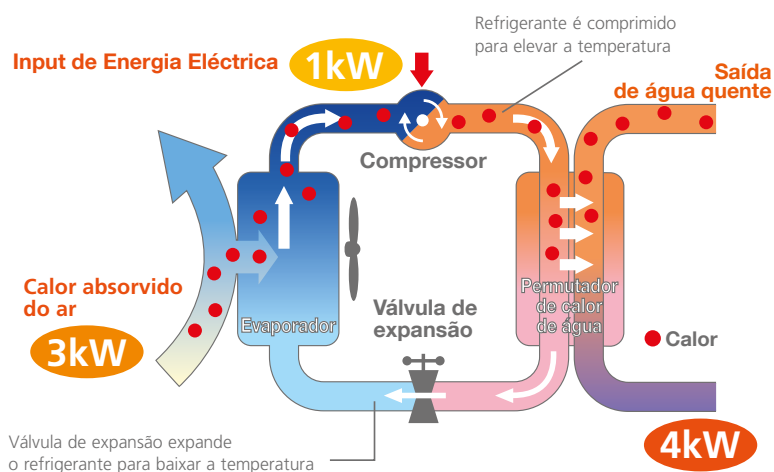 Refrigerante é comprimido
para elevar a temperatura
Input de Energia Eléctrica
1kW
Saída
de água quente
Compressor
Calor absorvido
do ar
3kW
Evaporador
Válvula de
expansão
Permutador
de calor
de água
Calor
4kW
Válvula de expansão expande
o refrigerante para baixar a temperatura